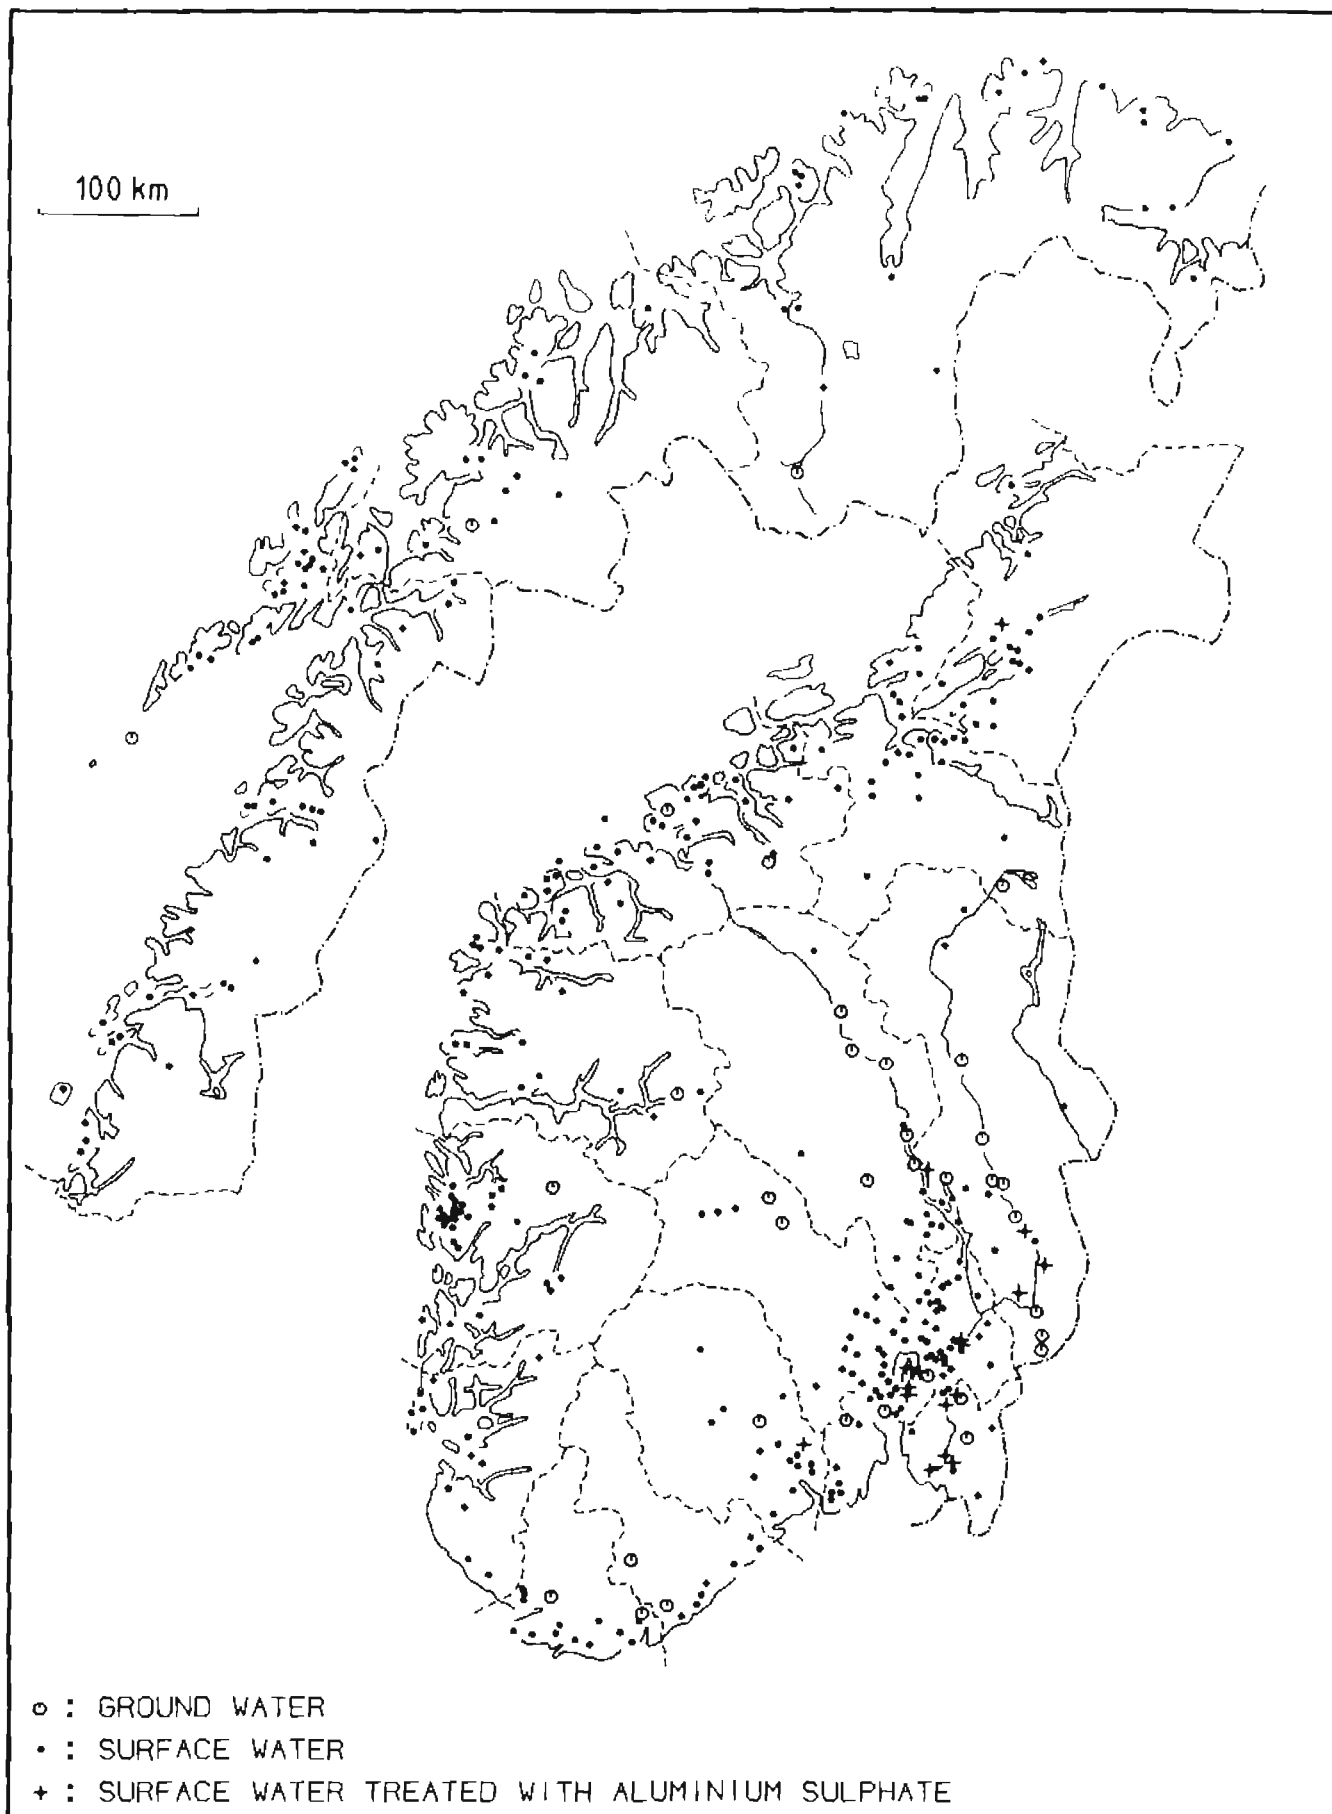 100 km
⊙ : GROUND WATER
• : SURFACE WATER
+ : SURFACE WATER TREATED WITH ALUMINIUM SULPHATE